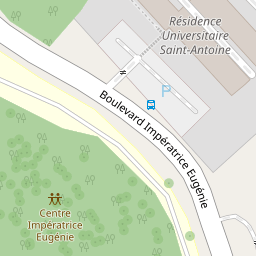 Résidence
Universitaire
Saint-Antoine
Boulevard Impératrice Eugénie
Centre
Impératrice
Eugénie